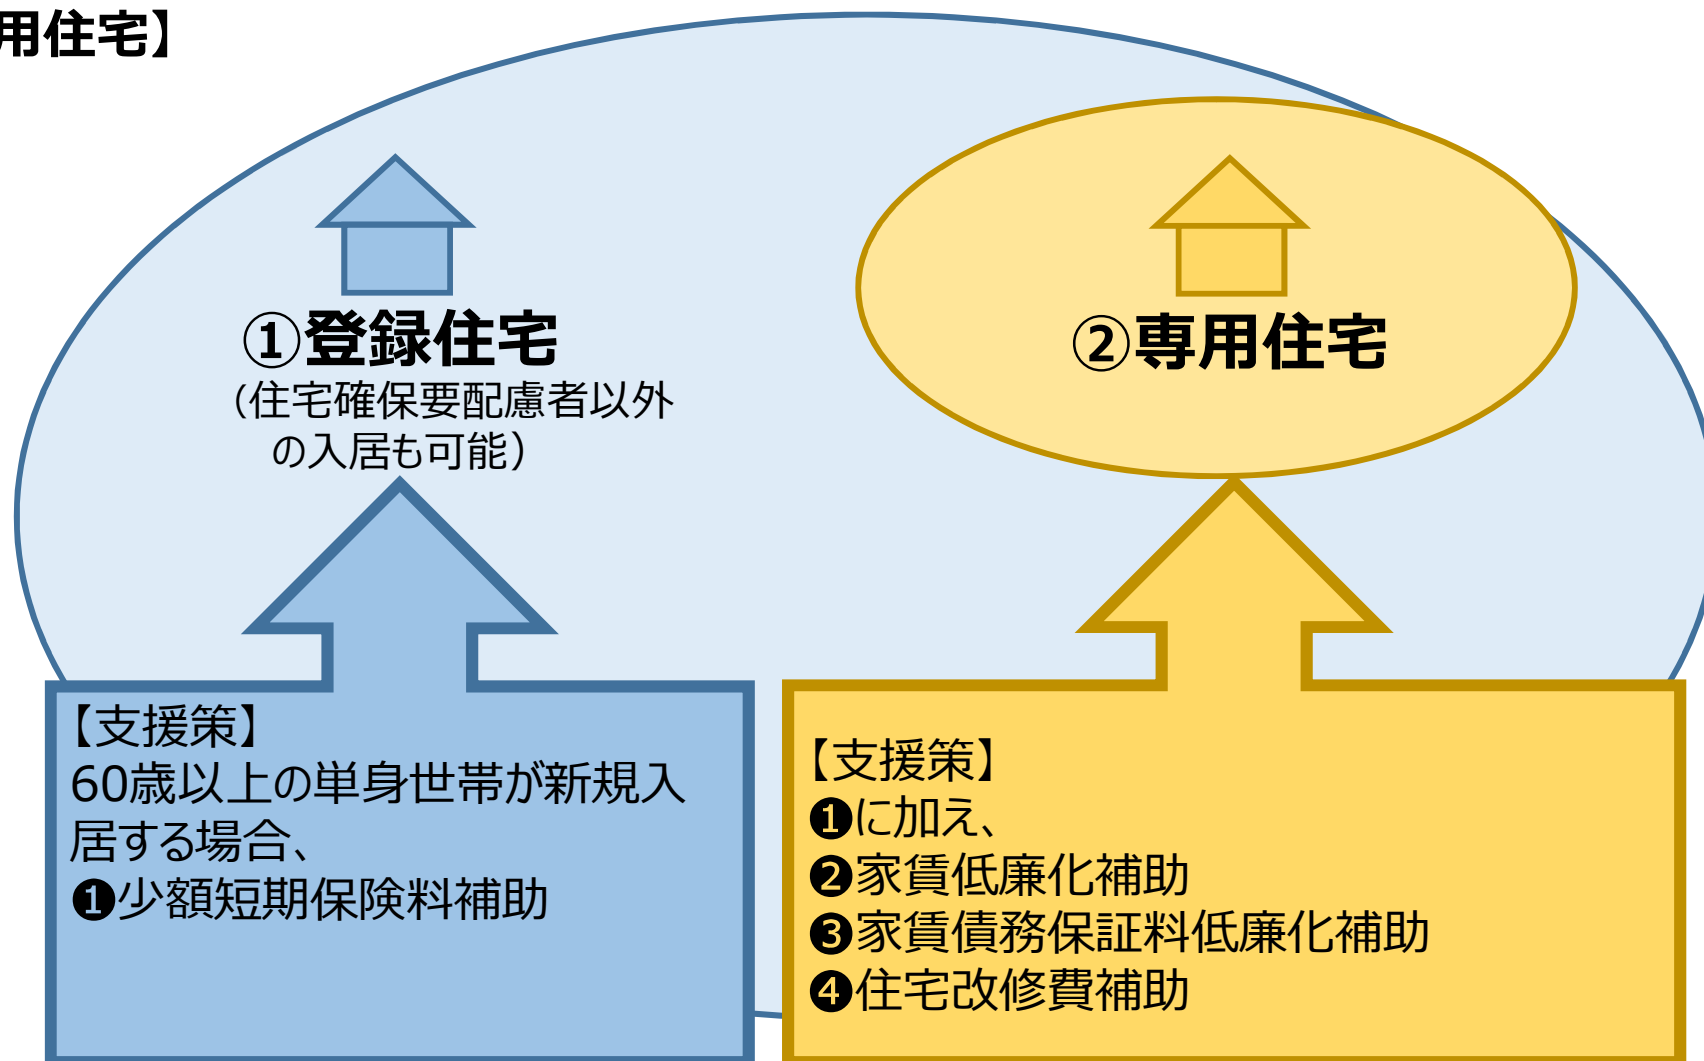 用住宅】
①登録住宅
（住宅確保要配慮者以外
の入居も可能）
②専用住宅
【支援策】
60歳以上の単身世帯が新規入
居する場合、
❶少額短期保険料補助
【支援策】
❶に加え、
❷家賃低廉化補助
❸家賃債務保証料低廉化補助
❹住宅改修費補助